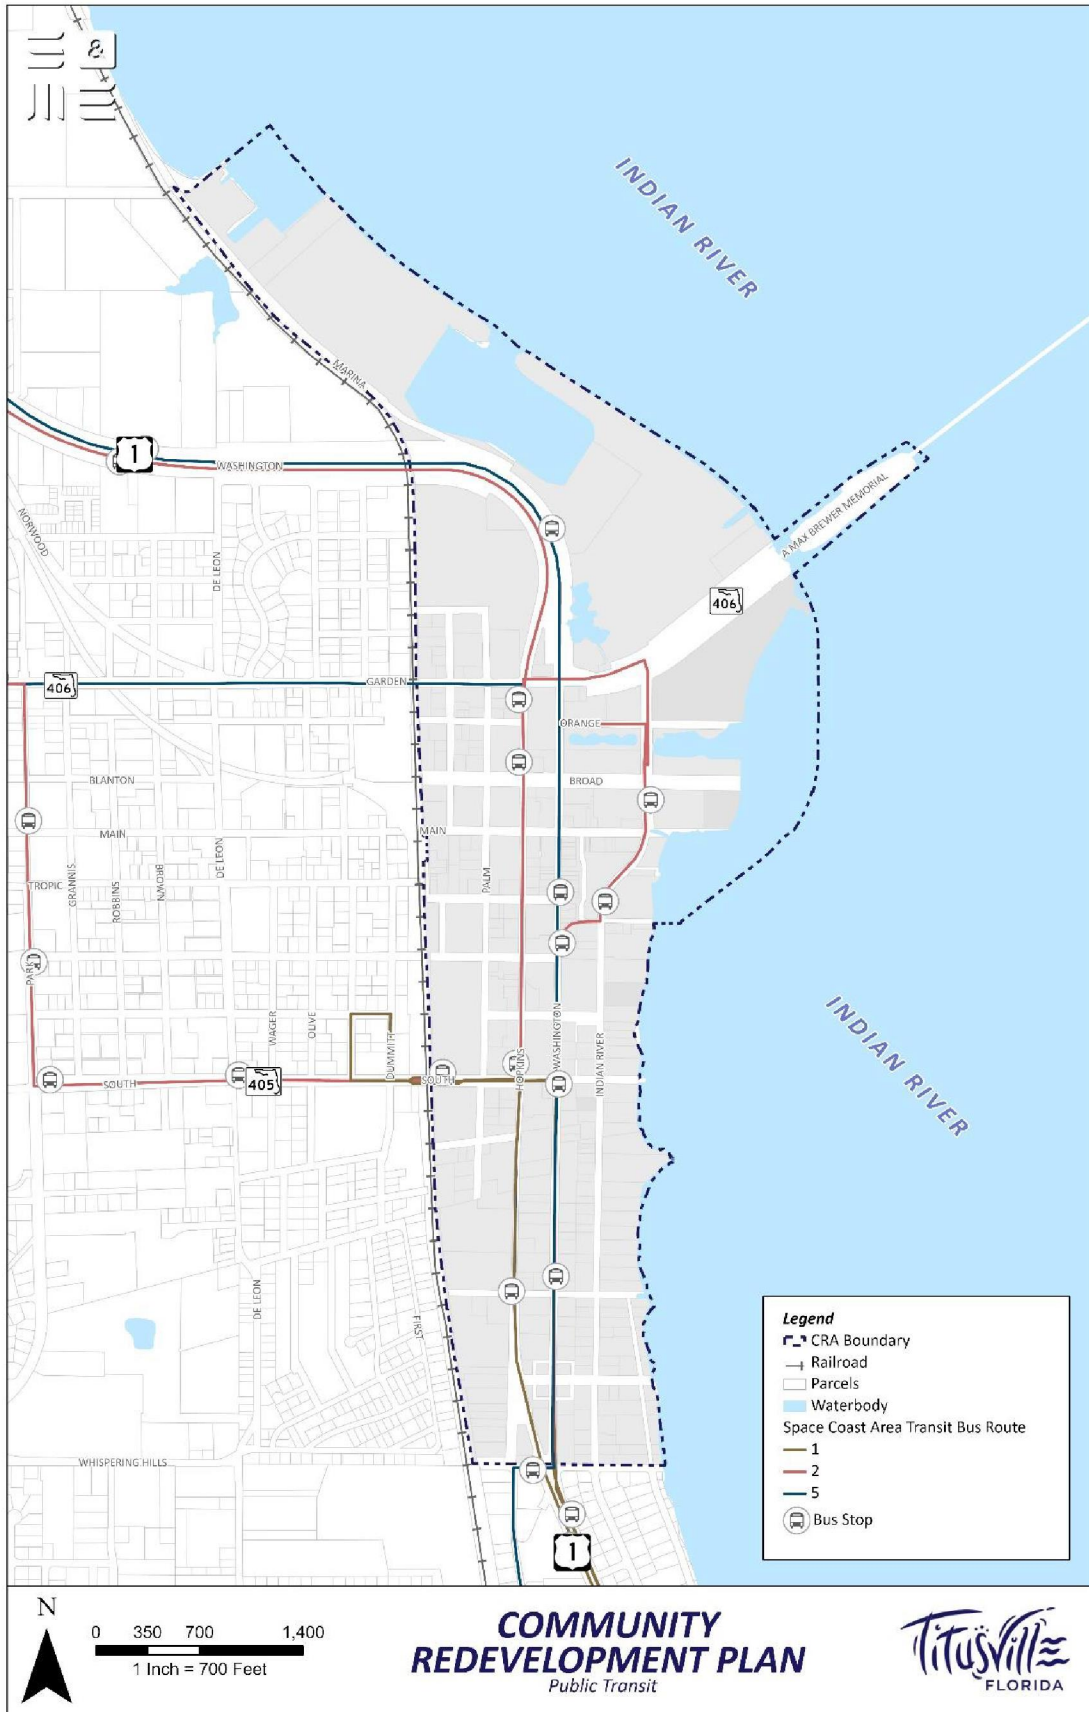 &
INDIAN RIVER
MARINA
1
WASHINGTON
NORWOOD
DE LEON
A MAX BREWER MEMORIAL
406
406
GARDEN
ORANGE
BLANTON
BROAD
MAIN
MAIN
DE LEON
TROPIC
GRANNIS
ROBBINS
BROWN
PALM
PARK
WAGER
OLIVE
DUMMITT
HOPKINS
WASHINGTON
INDIAN RIVER
INDIAN RIVER
SOUTH
405
SOUTH
DE LEON
FIRST
WHISPERING HILLS
1
Legend
CRA Boundary
Railroad
Parcels
Waterbody
Space Coast Area Transit Bus Route
1
2
5
Bus Stop
N
0 350 700 1,400
1 Inch = 700 Feet
COMMUNITY
REDEVELOPMENT PLAN
Public Transit
Titusville
FLORIDA